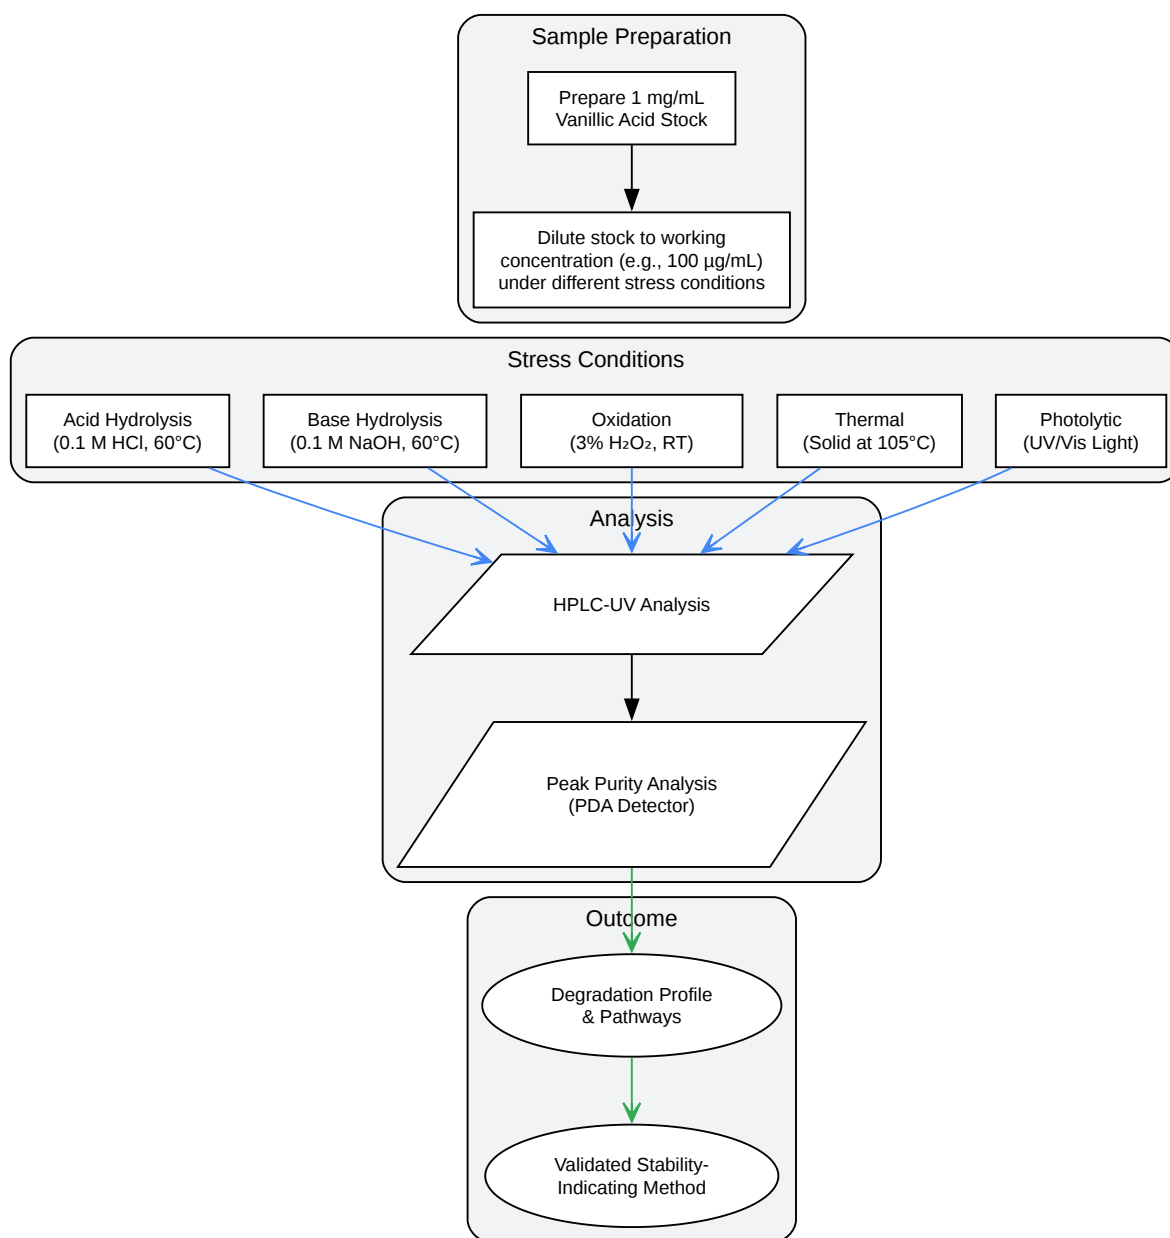 Sample Preparation
Prepare 1 mg/mL
Vanillic Acid Stock
Dilute stock to working
concentration (e.g., 100 µg/mL)
under different stress conditions
Stress Conditions
Acid Hydrolysis
(0.1 M HCl, 60°C)
Base Hydrolysis
(0.1 M NaOH, 60°C)
Oxidation
(3% H₂O₂, RT)
Thermal
(Solid at 105°C)
Photolytic
(UV/Vis Light)
Analysis
HPLC-UV Analysis
Peak Purity Analysis
(PDA Detector)
Outcome
Degradation Profile
& Pathways
Validated Stability-
Indicating Method